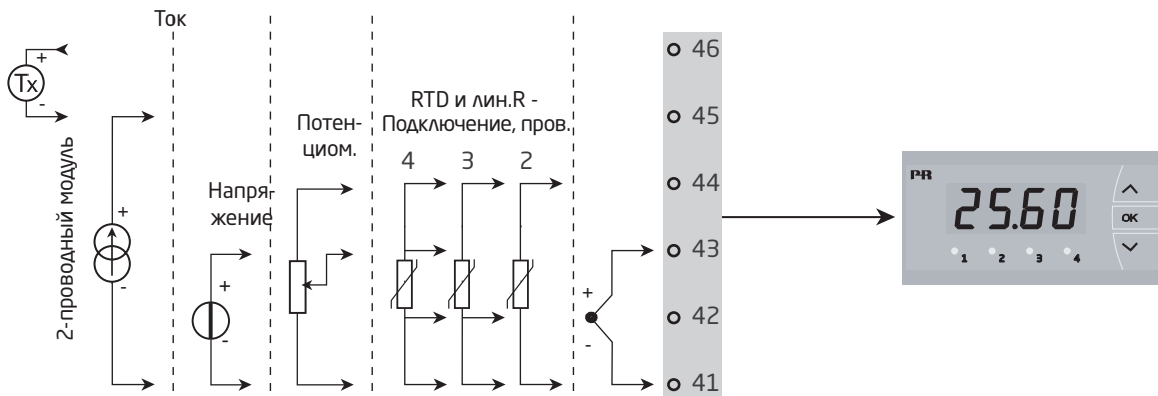 Ток
+
Tx
-
2-проводный модуль
+
-
Напря-
жение
+
-
Потен-
циом.
RTD и лин.R -
Подключение, пров.
4 3 2
+
-
46
45
44
43
42
41
PR
25.60
OK
1 2 3 4